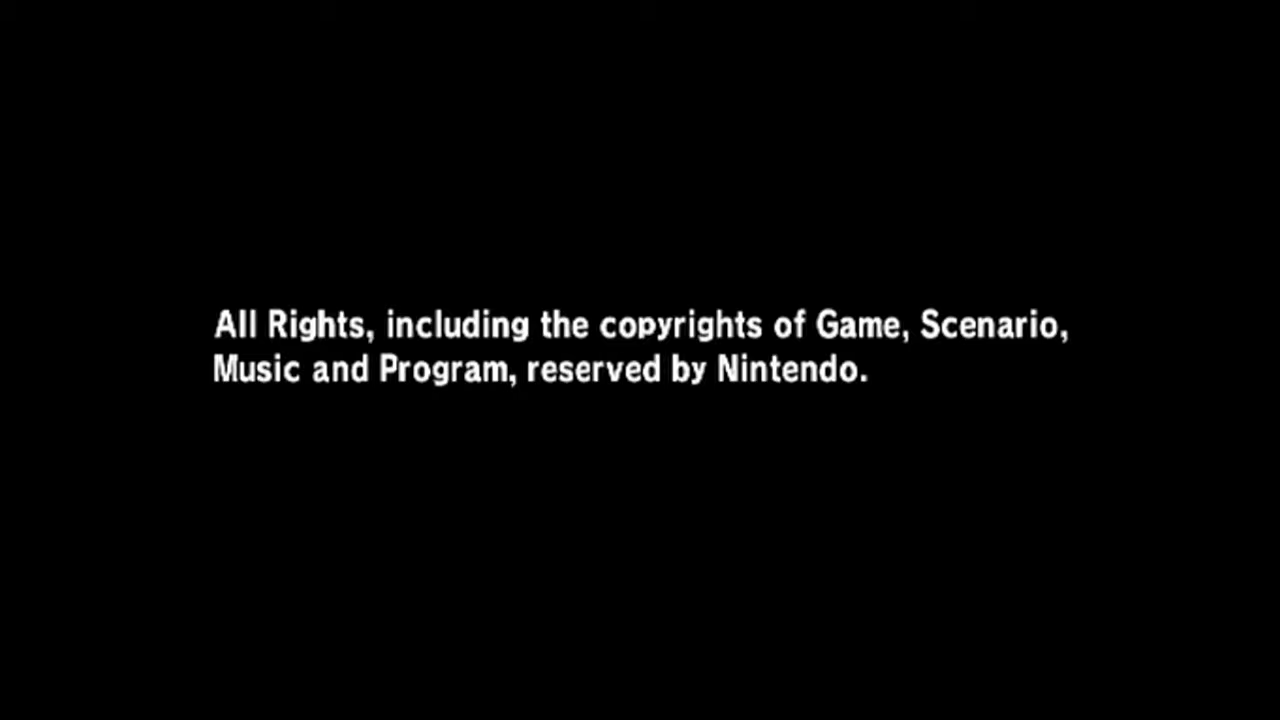 All Rights, including the copyrights of Game, Scenario,
Music and Program, reserved by Nintendo.